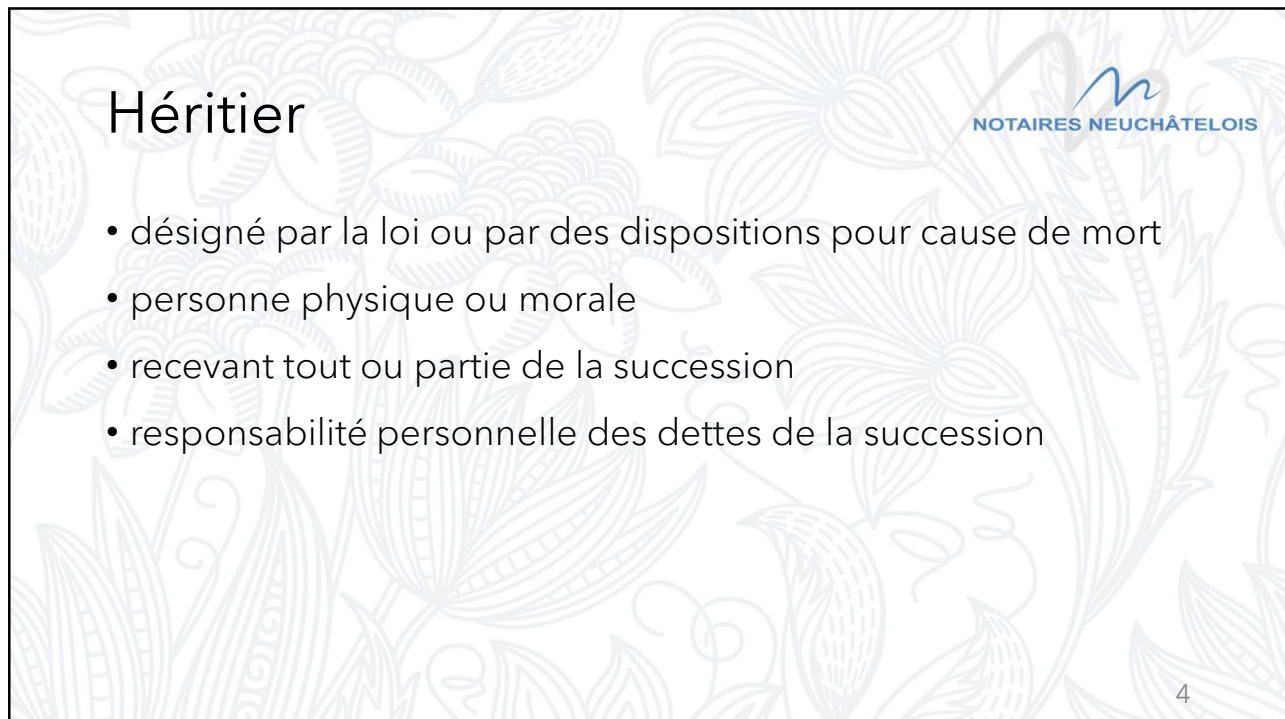 Héritier
NOTAIRES NEUCHÂTELOIS
• désigné par la loi ou par des dispositions pour cause de mort
• personne physique ou morale
• recevant tout ou partie de la succession
• responsabilité personnelle des dettes de la succession
4